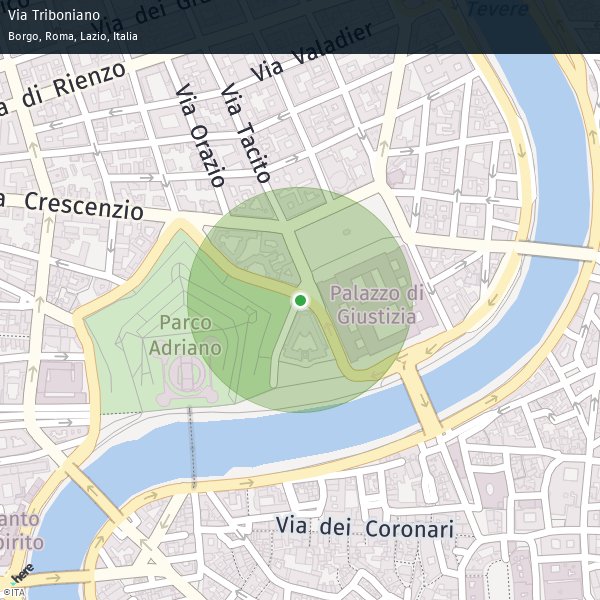 Via Triboniano
Borgo, Roma, Lazio, Italia
Tevere
Via dei
Via Valadier
a di Rienzo
Via Orazio
Via Tacito
a Crescenzio
Palazzo di
Giustizia
Parco
Adriano
Via dei Coronari
anto
pirito
here
©ITA